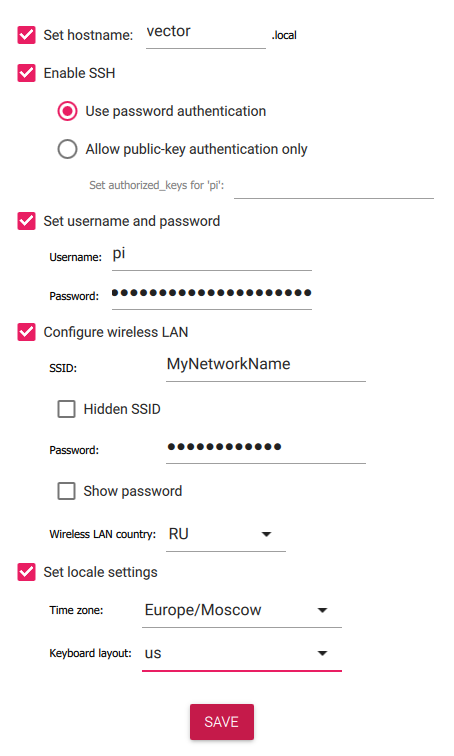 Set hostname: vector .local
Enable SSH
Use password authentication
Allow public-key authentication only
Set authorized_keys for 'pi':
Set username and password
Username: pi
Password: ●●●●●●●●●●●●●●●●●●●●●
Configure wireless LAN
SSID: MyNetworkName
Hidden SSID
Password: ●●●●●●●●●●●●
Show password
Wireless LAN country: RU
Set locale settings
Time zone: Europe/Moscow
Keyboard layout: us
SAVE